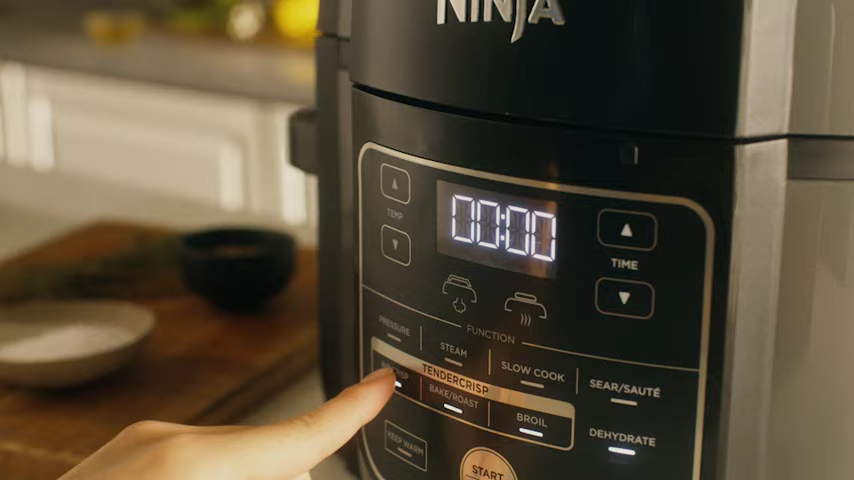 NINJA
TEMP
00:00
TIME
FUNCTION
PRESSURE
STEAM
SLOW COOK
SEAR/SAUTÉ
TENDERCRISP
BAKE/ROAST
BROIL
DEHYDRATE
KEEP WARM
START